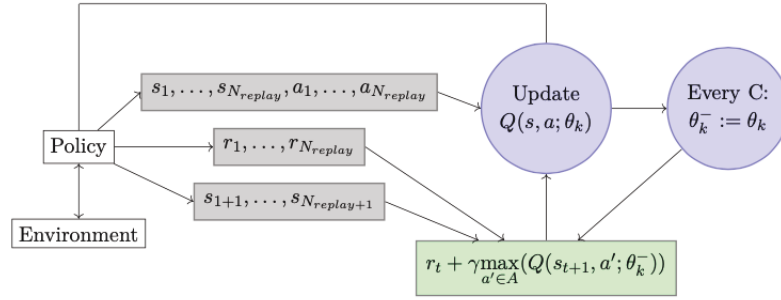 s_1, . . . , s_{N_{replay}}, a_1, . . . , a_{N_{replay}}
Update
Q(s, a; θ_k)
Every C:
θ_k^- := θ_k
Policy
r_1, . . . , r_{N_{replay}}
s_{1+1}, . . . , s_{N_{replay+1}}
Environment
r_t + γ max_{a'∈A}(Q(s_{t+1}, a'; θ_k^-))